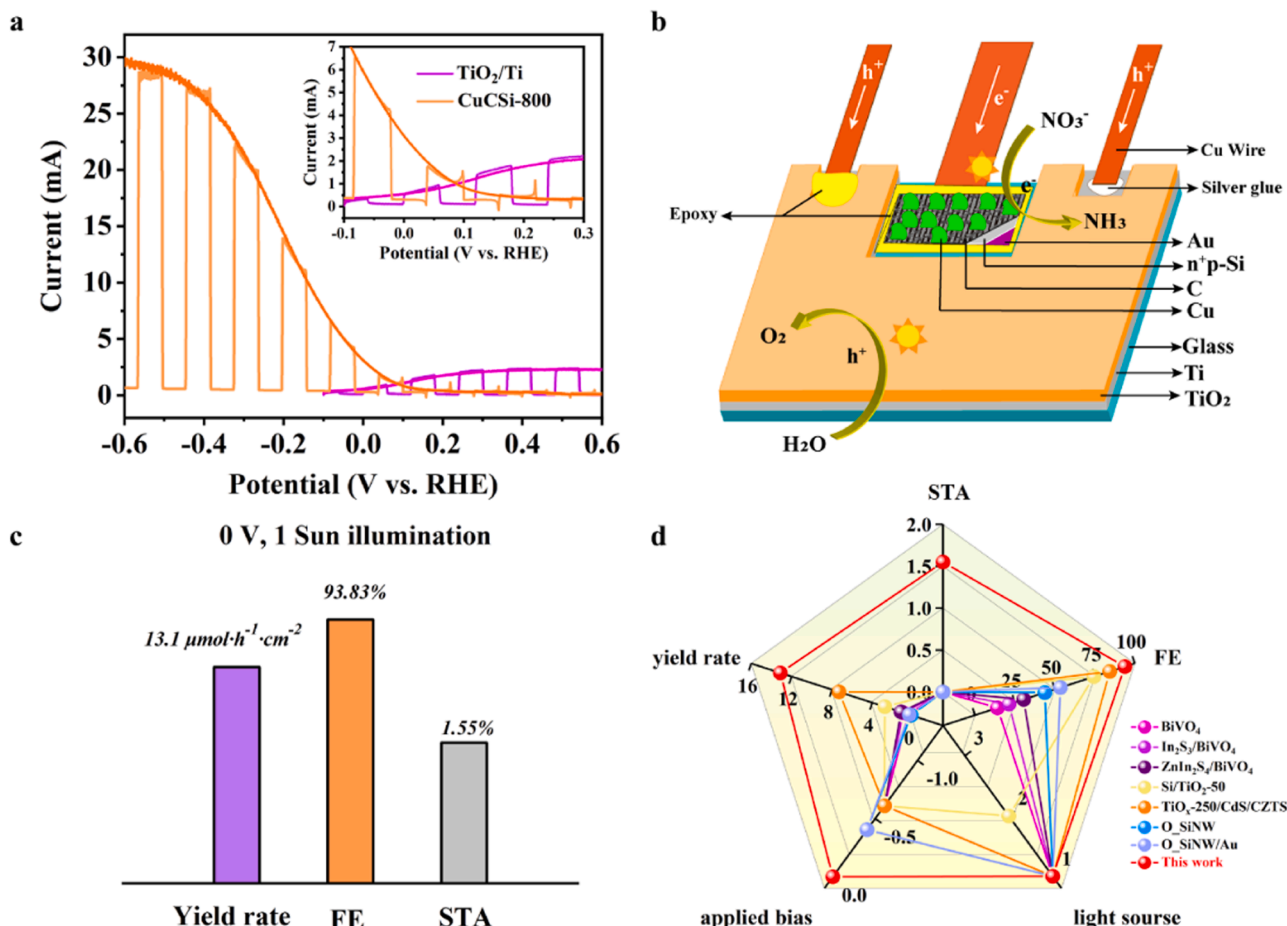 a
30
25
20
15
10
5
0
Current (mA)
-0.6 -0.4 -0.2 0.0 0.2 0.4 0.6
Potential (V vs. RHE)
7
6
5
4
3
2
1
0
Current (mA)
TiO₂/Ti
CuCSi-800
-0.1 0.0 0.1 0.2 0.3
Potential (V vs. RHE)
b
h⁺
e⁻
h⁺
NO₃⁻
e⁻
NH₃
Epoxy
Cu Wire
Silver glue
Au
n⁺p-Si
C
Cu
Glass
Ti
TiO₂
O₂
h⁺
H₂O
c
0 V, 1 Sun illumination
13.1 μmol·h⁻¹·cm⁻²
93.83%
1.55%
Yield rate FE STA
d
STA
2.0
1.5
1.0
0.5
0.0
FE
0 25 50 75 100
yield rate
16 12 8 4 0
3
2
1
-1.0
-0.5
0.0
applied bias
light sourse
BiVO₄
In₂S₃/BiVO₄
ZnIn₂S₄/BiVO₄
Si/TiO₂-50
TiOₓ-250/CdS/CZTS
O_SiNW
O_SiNW/Au
This work